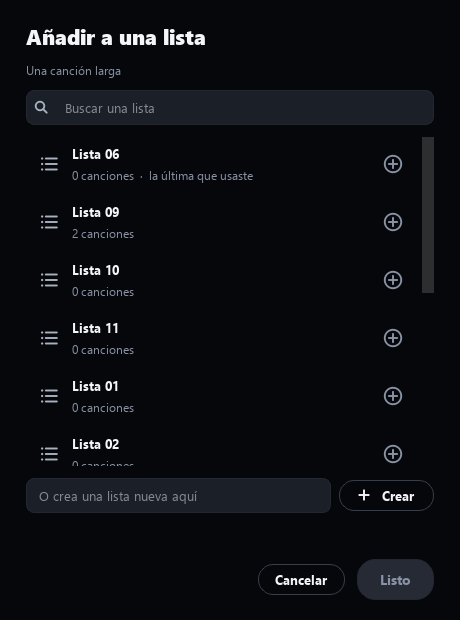 Añadir a una lista
Una canción larga
Buscar una lista
Lista 06
0 canciones · la última que usaste
Lista 09
2 canciones
Lista 10
0 canciones
Lista 11
0 canciones
Lista 01
0 canciones
Lista 02
0 canciones
O crea una lista nueva aquí
Crear
Cancelar
Listo